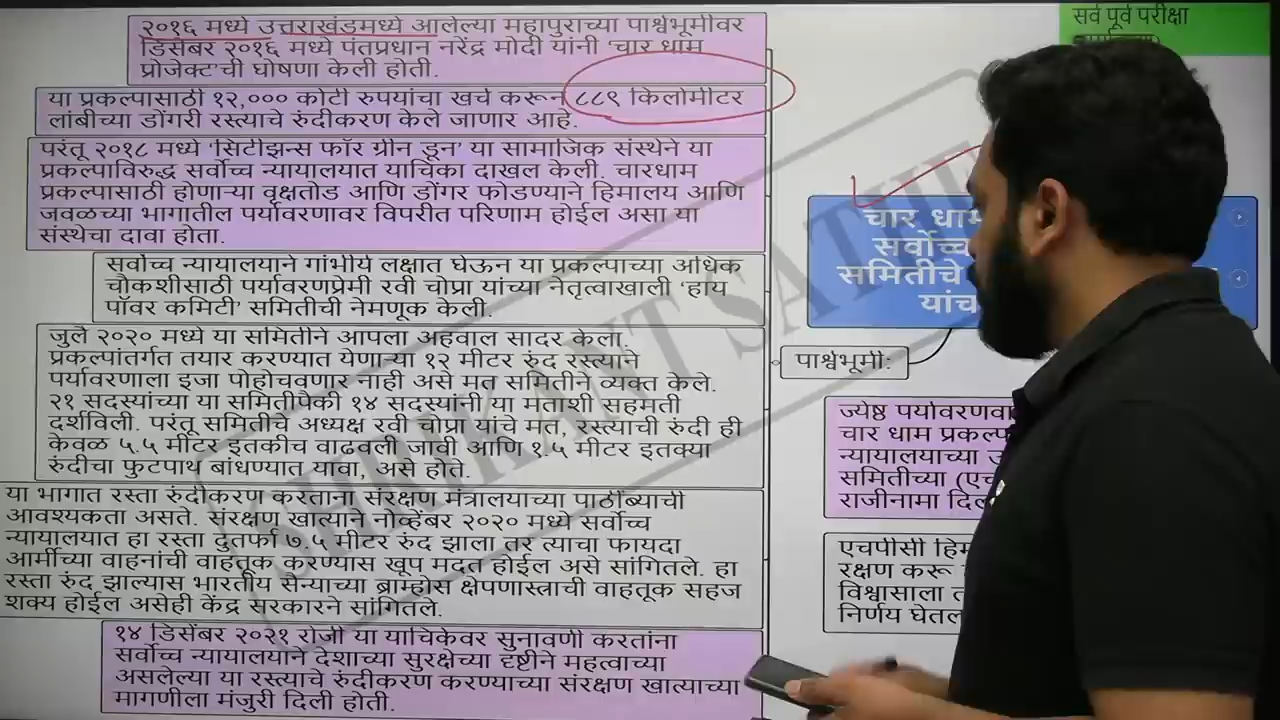 २०१६ मध्ये उत्तराखंडमध्ये आलेल्या महापुराच्या पार्श्वभूमीवर
डिसेंबर २०१६ मध्ये पंतप्रधान नरेंद्र मोदी यांनी 'चार धाम
प्रोजेक्ट'ची घोषणा केली होती.
या प्रकल्पासाठी १२,००० कोटी रुपयांचा खर्च करून ८८९ किलोमीटर
लांबीच्या डोंगरी रस्त्याचे रुंदीकरण केले जाणार आहे.
परंतू २०१८ मध्ये 'सिटीझन्स फॉर ग्रीन डून' या सामाजिक संस्थेने या
प्रकल्पाविरुद्ध सर्वोच्च न्यायालयात याचिका दाखल केली. चारधाम
प्रकल्पासाठी होणाऱ्या वृक्षतोड आणि डोंगर फोडण्याने हिमालय आणि
जवळच्या भागातील पर्यावरणावर विपरीत परिणाम होईल असा या
संस्थेचा दावा होता.
सर्वोच्च न्यायालयाने गांभीर्य लक्षात घेऊन या प्रकल्पाच्या अधिक
चौकशीसाठी पर्यावरणप्रेमी रवी चोप्रा यांच्या नेतृत्वाखाली 'हाय
पॉवर कमिटी' समितीची नेमणूक केली.
जुलै २०२० मध्ये या समितीने आपला अहवाल सादर केला.
प्रकल्पांतर्गत तयार करण्यात येणाऱ्या १२ मीटर रुंद रस्त्याने
पर्यावरणाला इजा पोहोचवणार नाही असे मत समितीने व्यक्त केले.
२१ सदस्यांच्या या समितीपैकी १४ सदस्यांनी या मताशी सहमती
दर्शविली. परंतू समितीचे अध्यक्ष रवी चोप्रा यांचे मत, रस्त्याची रुंदी ही
केवळ ५.५ मीटर इतकीच वाढवली जावी आणि १.५ मीटर इतक्या
रुंदीचा फुटपाथ बांधण्यात यावा, असे होते.
या भागात रस्ता रुंदीकरण करताना संरक्षण मंत्रालयाच्या पाठींब्याची
आवश्यकता असते. संरक्षण खात्याने नोव्हेंबर २०२० मध्ये सर्वोच्च
न्यायालयात हा रस्ता दुतर्फा ७.५ मीटर रुंद झाला तर त्याचा फायदा
आर्मीच्या वाहनांची वाहतूक करण्यास खूप मदत होईल असे सांगितले. हा
रस्ता रुंद झाल्यास भारतीय सैन्याच्या ब्राम्होस क्षेपणास्त्राची वाहतूक सहज
शक्य होईल असेही केंद्र सरकारने सांगितले.
१४ डिसेंबर २०२१ रोजी या याचिकेवर सुनावणी करतांना
सर्वोच्च न्यायालयाने देशाच्या सुरक्षेच्या दृष्टीने महत्वाच्या
असलेल्या या रस्त्याचे रुंदीकरण करण्याच्या संरक्षण खात्याच्या
मागणीला मंजुरी दिली होती.
सर्व पूर्व परीक्षा
चार धाम
सर्वोच्च
समितीचे
यांच
पार्श्वभूमी:
ज्येष्ठ पर्यावरणवा
चार धाम प्रकल्प
न्यायालयाच्या उ
समितीच्या (एच
राजीनामा दिल
एचपीसी हिम
रक्षण करू
विश्वासाला त
निर्णय घेतल
SHRIKANT SATHE